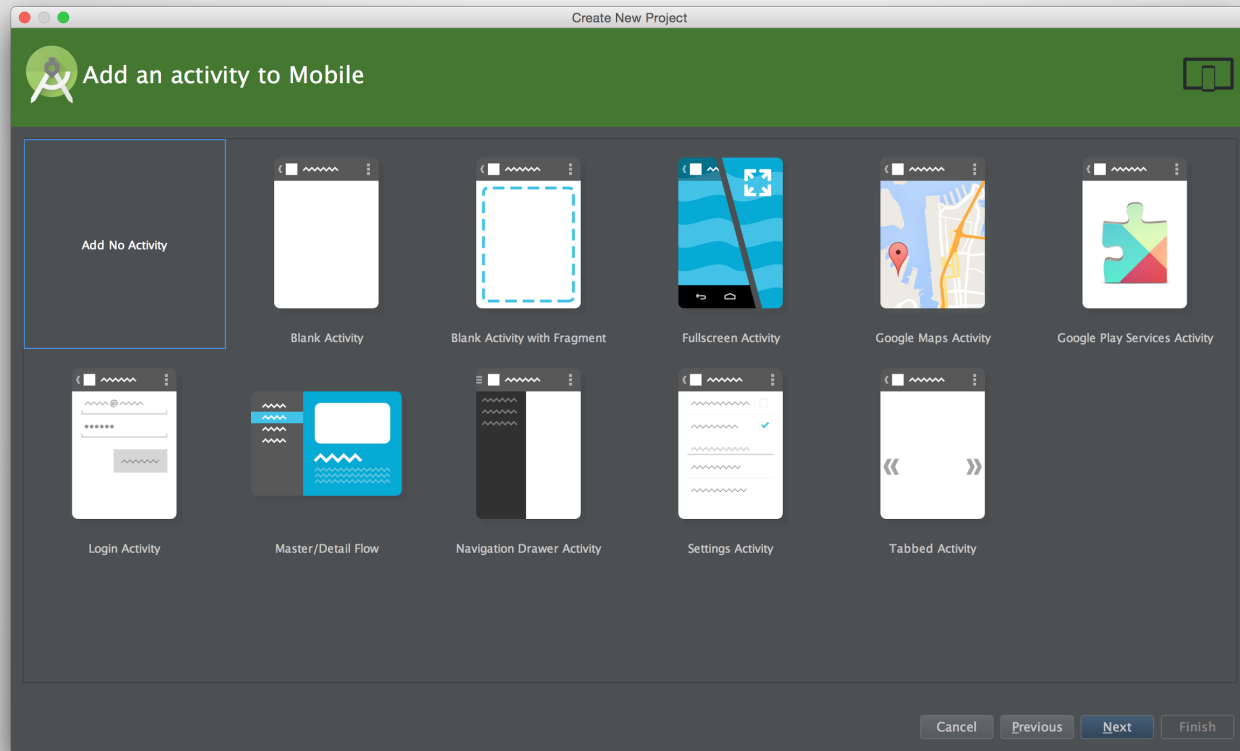 Create New Project
Add an activity to Mobile
Add No Activity
Blank Activity
Blank Activity with Fragment
Fullscreen Activity
Google Maps Activity
Google Play Services Activity
Login Activity
Master/Detail Flow
Navigation Drawer Activity
Settings Activity
Tabbed Activity
Cancel
Previous
Next
Finish